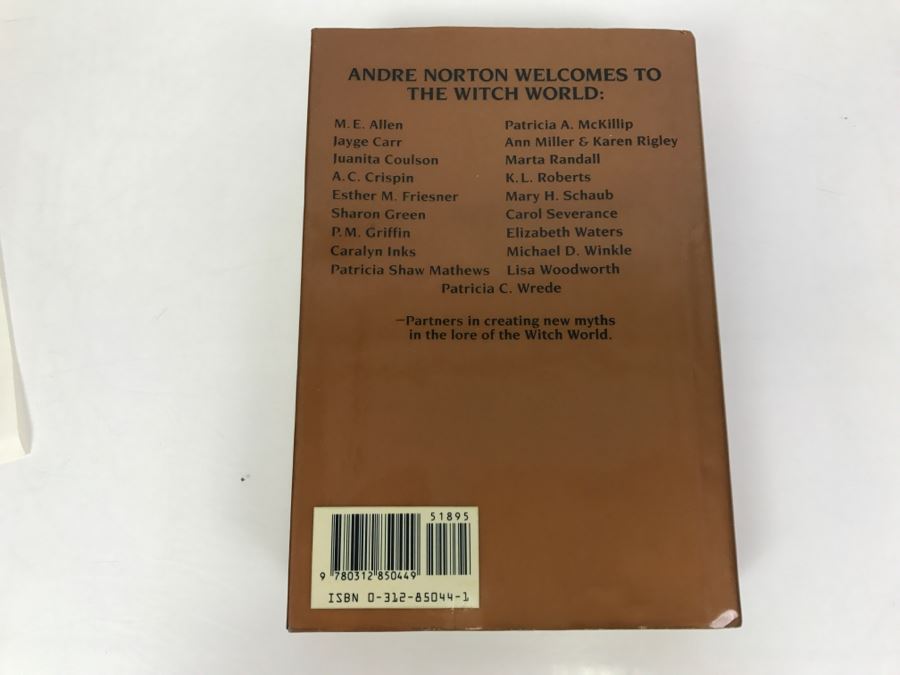 ANDRE NORTON WELCOMES TO
THE WITCH WORLD:
M.E. Allen
Jayge Carr
Juanita Coulson
A.C. Crispin
Esther M. Friesner
Sharon Green
P.M. Griffin
Caralyn Inks
Patricia Shaw Mathews
Patricia A. McKillip
Ann Miller & Karen Rigley
Marta Randall
K.L. Roberts
Mary H. Schaub
Carol Severance
Elizabeth Waters
Michael D. Winkle
Lisa Woodworth
Patricia C. Wrede
—Partners in creating new myths
in the lore of the Witch World.
51895
9 780312 850449
ISBN 0-312-85044-1